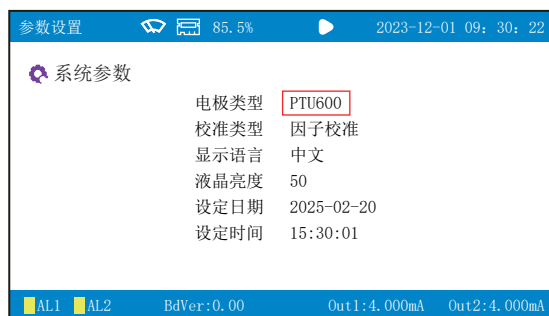 参数设置 85.5% 2023-12-01 09：30：22
系统参数
电极类型 PTU600
校准类型 因子校准
显示语言 中文
液晶亮度 50
设定日期 2025-02-20
设定时间 15:30:01
AL1 AL2 BdVer:0.00 Out1:4.000mA Out2:4.000mA